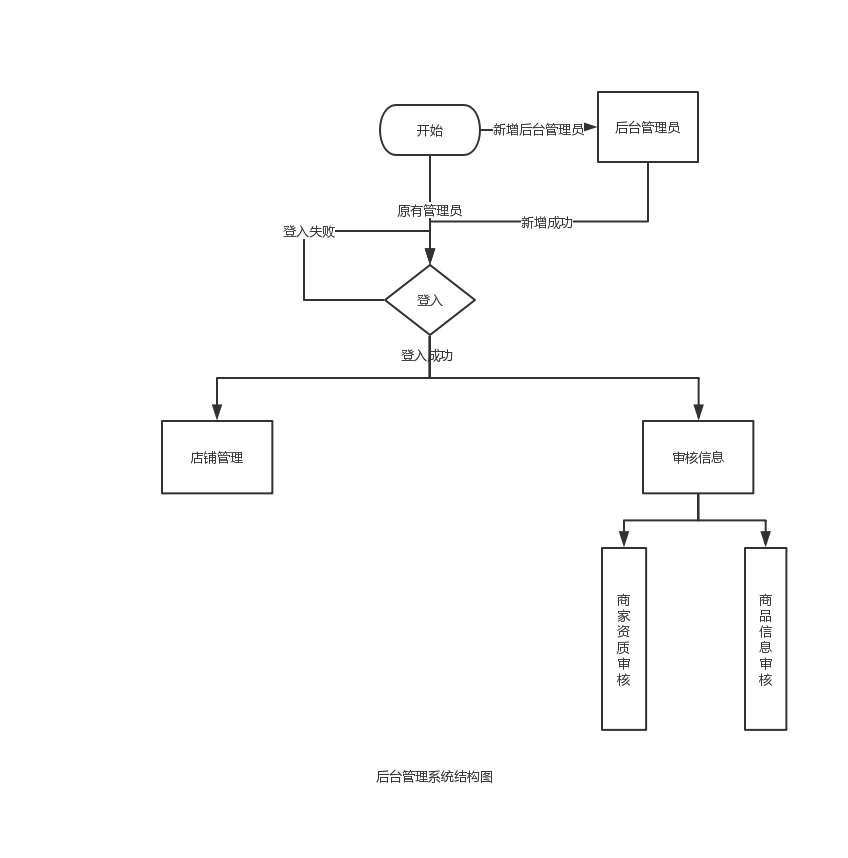 开始
新增后台管理员
后台管理员
原有管理员
新增成功
登入失败
登入
登入成功
店铺管理
审核信息
商家资质审核
商品信息审核
后台管理系统结构图